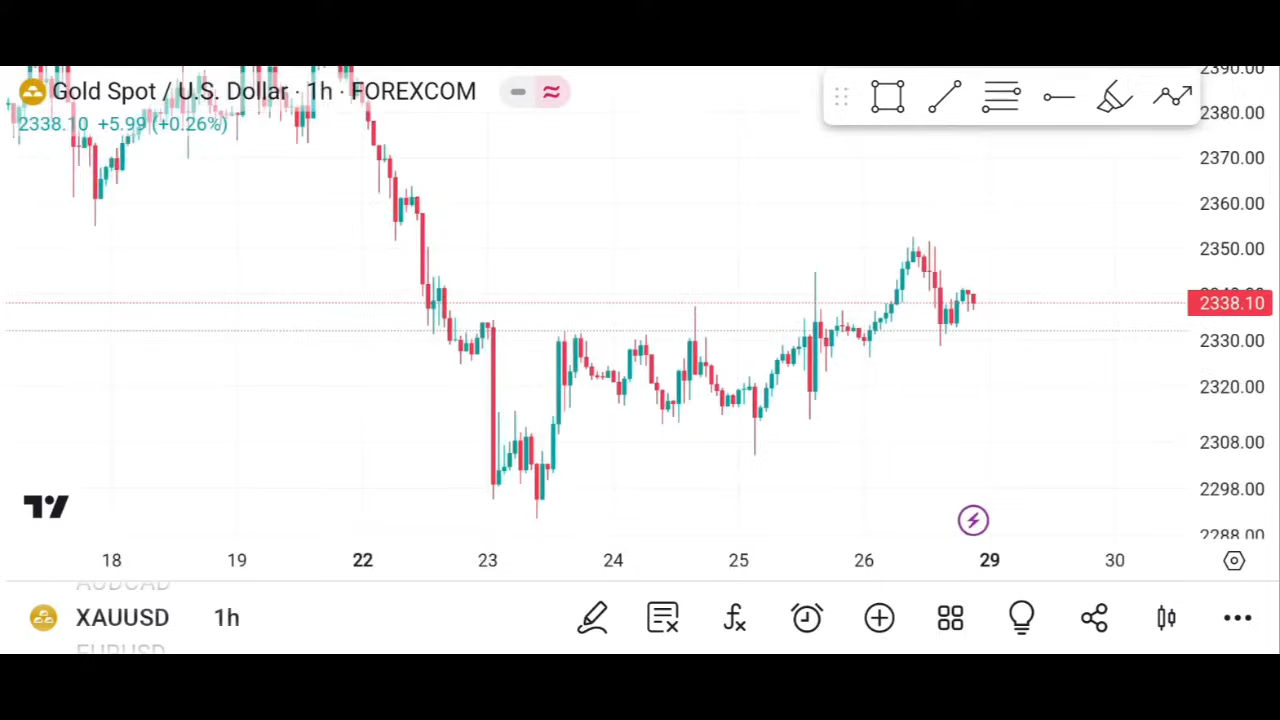 2390.00
Gold Spot / U.S. Dollar · 1h · FOREXCOM
2338.10 +5.99 (+0.26%)
2380.00
2370.00
2360.00
2350.00
2338.10
2330.00
2320.00
2308.00
2298.00
2288.00
18 19 22 23 24 25 26 29 30
AUDCAD
XAUUSD 1h
EURUSD